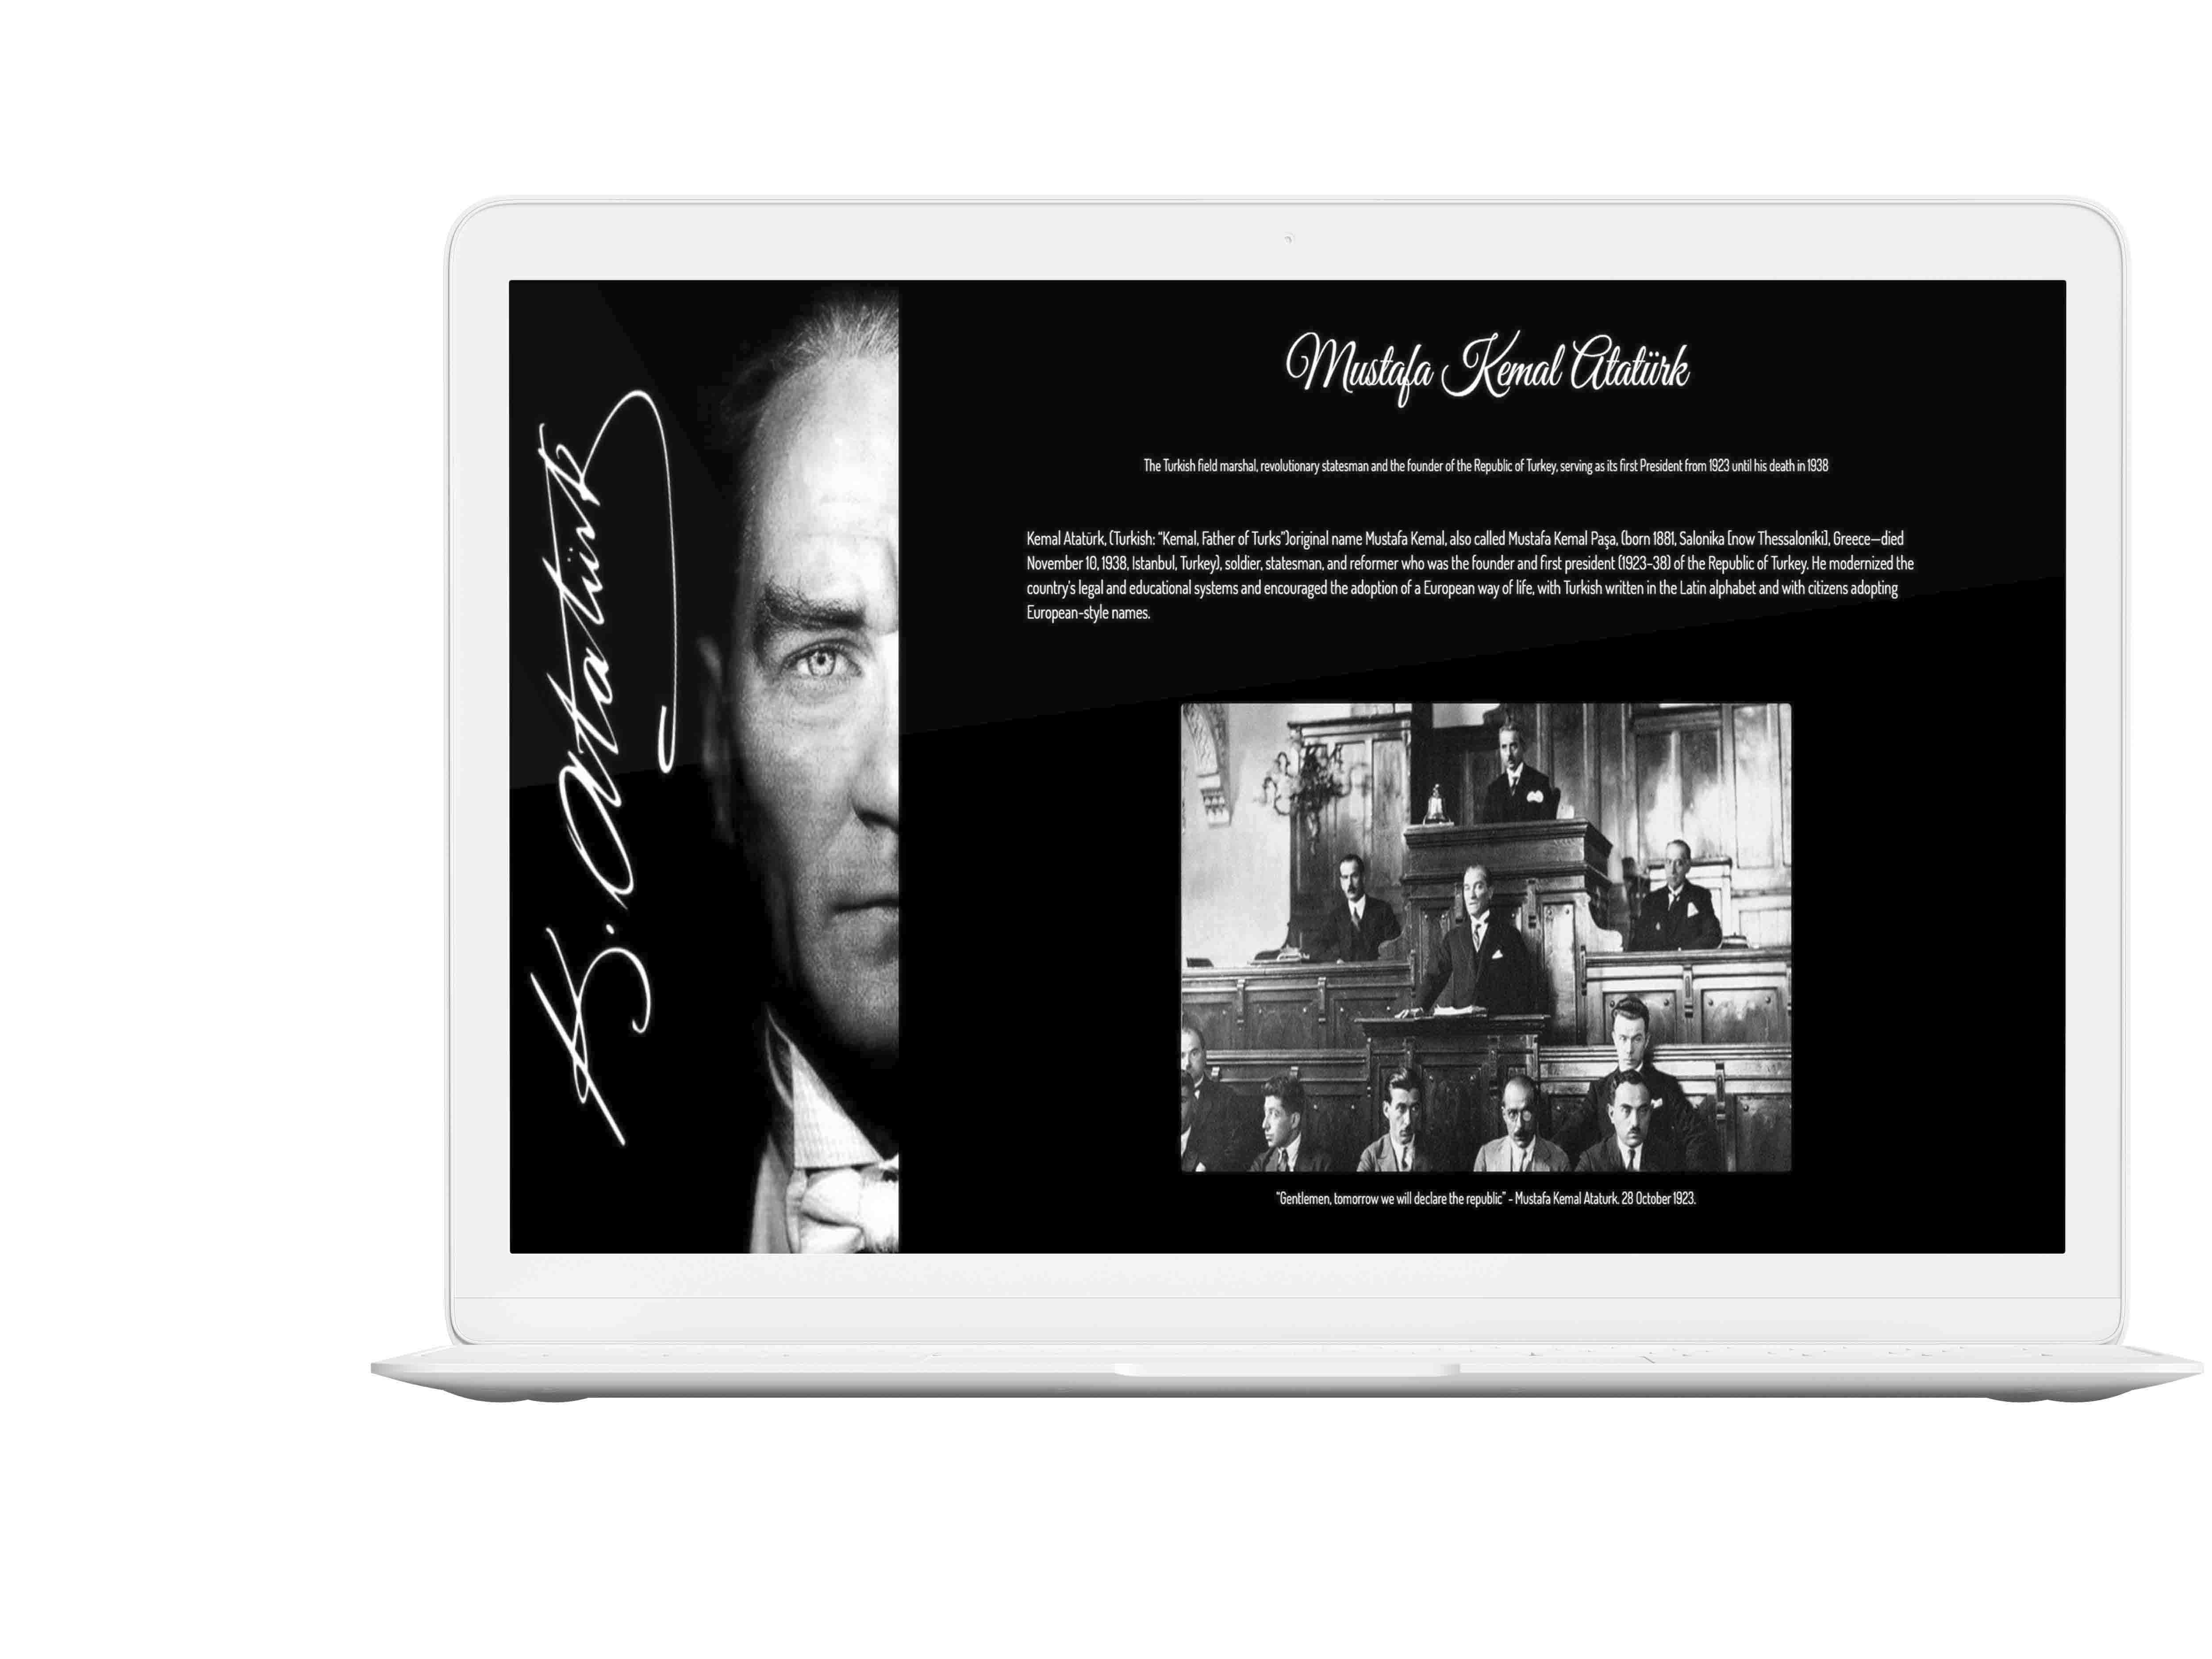 K. Atatürk
Mustafa Kemal Atatürk
The Turkish field marshal, revolutionary statesman and the founder of the Republic of Turkey, serving as its first President from 1923 until his death in 1938
Kemal Atatürk, (Turkish: “Kemal, Father of Turks”)original name Mustafa Kemal, also called Mustafa Kemal Paşa, (born 1881, Salonika [now Thessaloniki], Greece—died
November 10, 1938, Istanbul, Turkey), soldier, statesman, and reformer who was the founder and first president (1923–38) of the Republic of Turkey. He modernized the
country’s legal and educational systems and encouraged the adoption of a European way of life, with Turkish written in the Latin alphabet and with citizens adopting
European-style names.
"Gentlemen, tomorrow we will declare the republic" - Mustafa Kemal Ataturk. 28 October 1923.